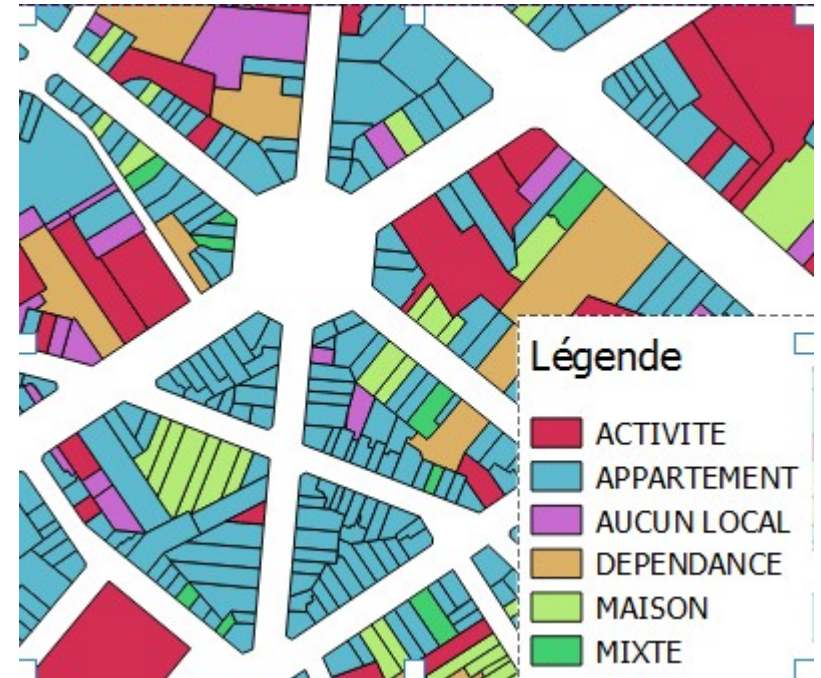 Légende
ACTIVITE
APPARTEMENT
AUCUN LOCAL
DEPENDANCE
MAISON
MIXTE